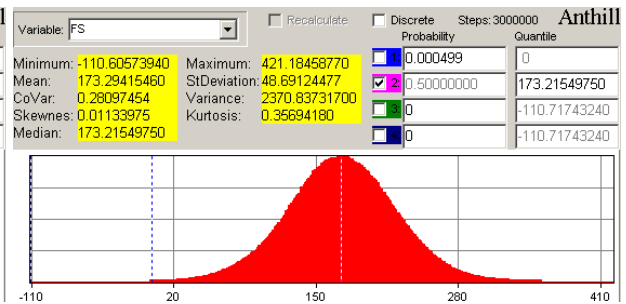 Variable: FS Recalculate Discrete Steps:3000000 Anthill
Probability Quantile
Minimum: -110.60573940 Maximum: 421.18458770 1: 0.000499 0
Mean: 173.29415460 StDeviation: 48.69124477 2: 0.50000000 173.21549750
CoVar: 0.28097454 Variance: 2370.83731700 3: 0 -110.71743240
Skewnes: 0.01133975 Kurtosis: 0.35694180 4: 0 -110.71743240
Median: 173.21549750
-110 20 150 280 410